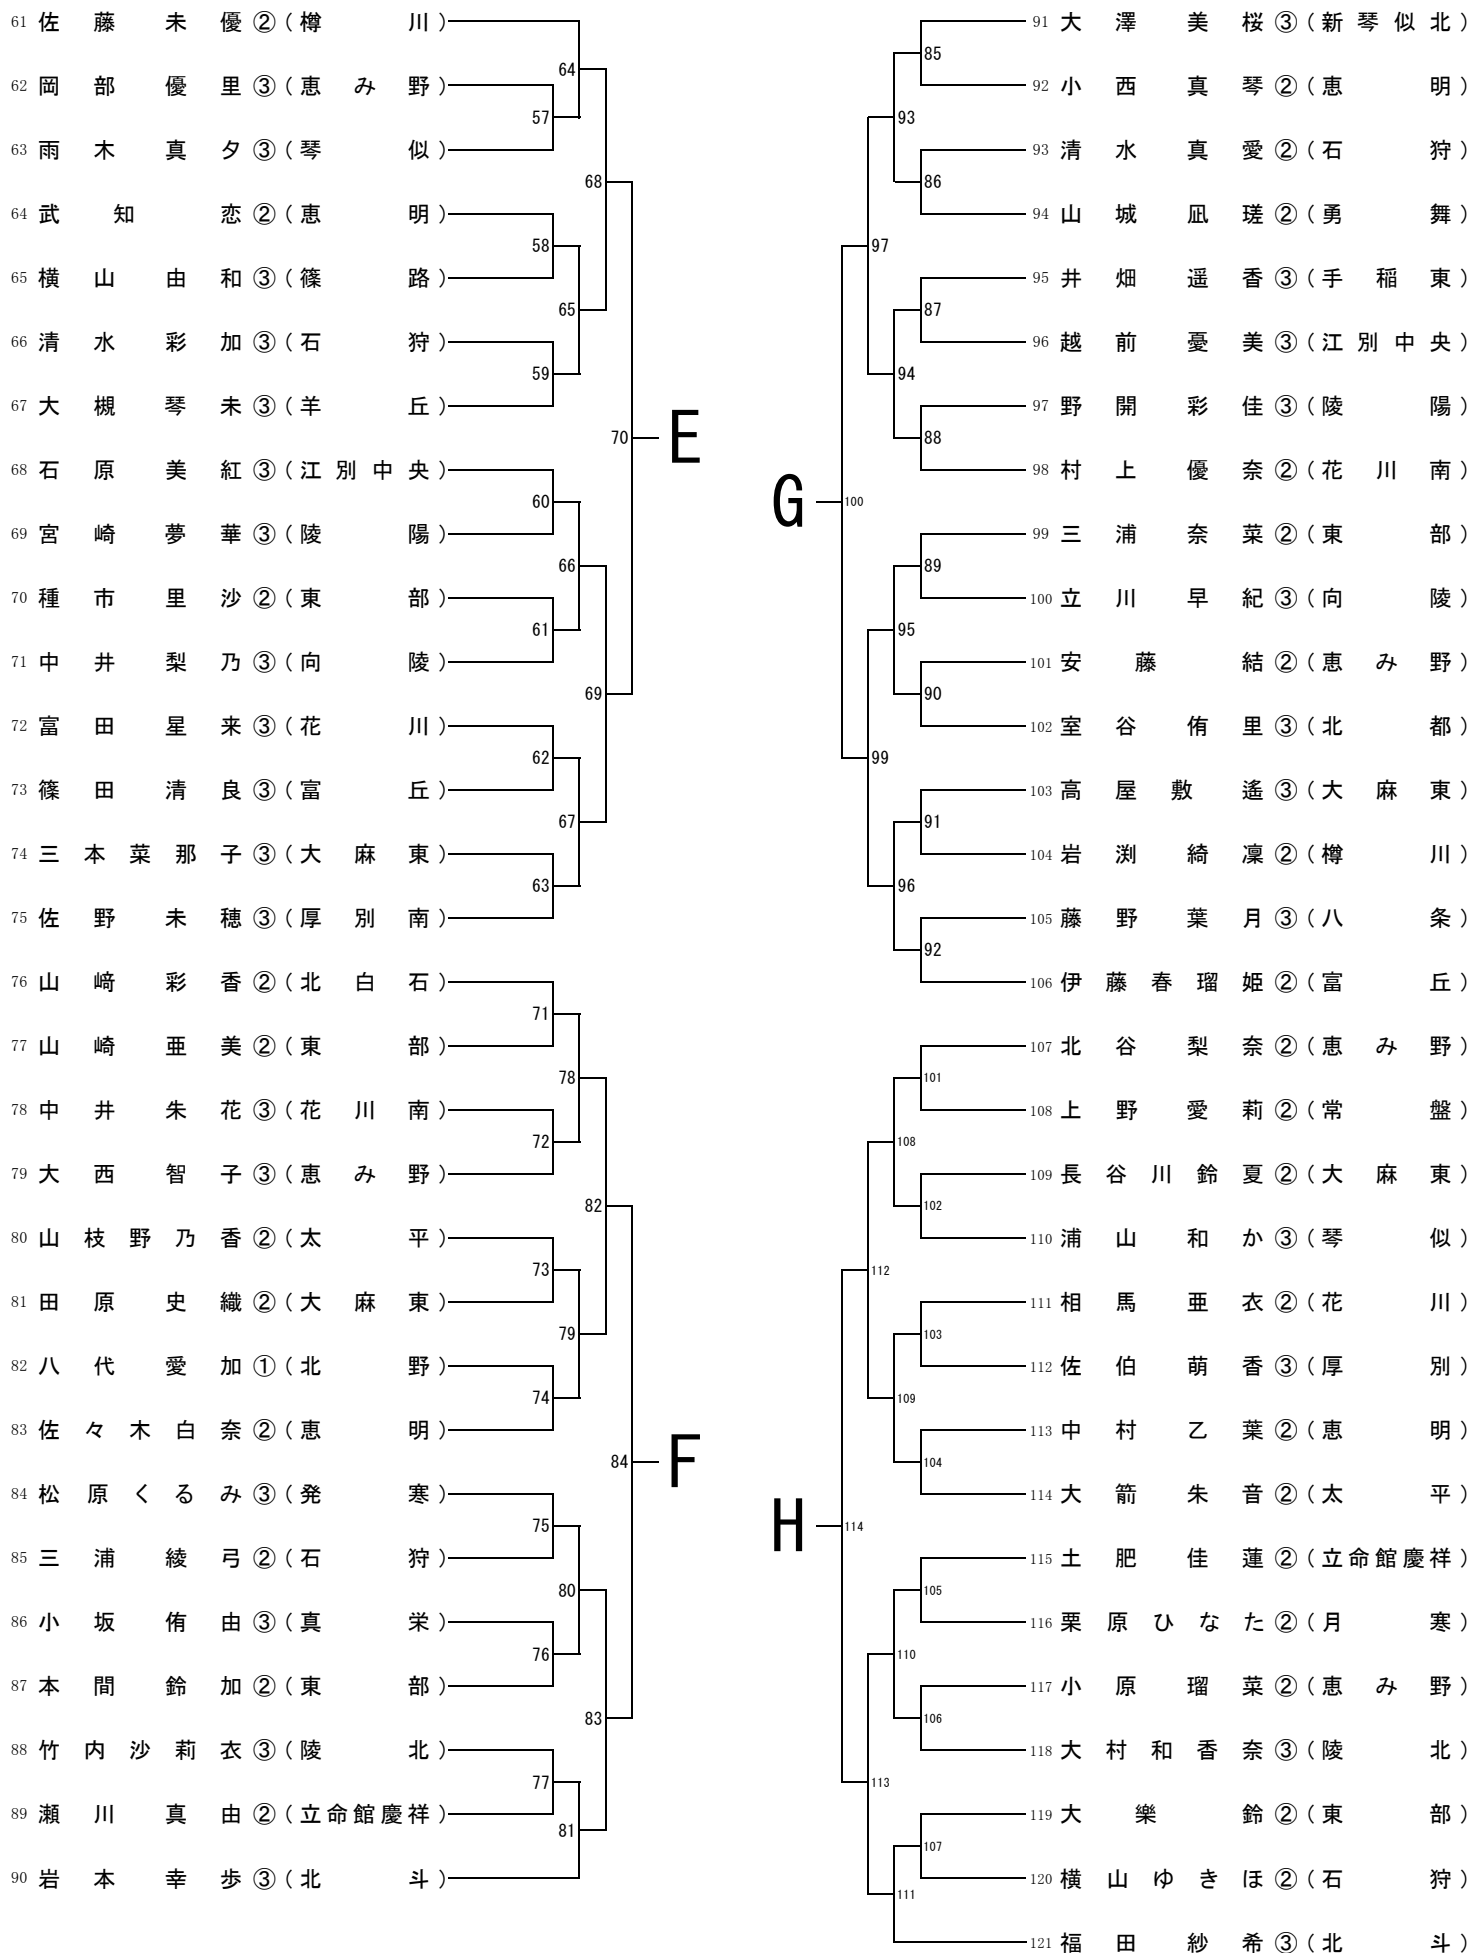 61 佐藤未優②（樽川）
64
62 岡部優里③（恵み野）
57
63 雨木真夕③（琴似）
68
64 武知恋②（恵明）
58
65 横山由和③（篠路）
65
66 清水彩加③（石狩）
59
67 大槻琴未③（羊丘）
70 E
68 石原美紅③（江別中央）
60
69 宮崎夢華③（陵陽）
66
70 種市里沙②（東部）
61
71 中井梨乃③（向陵）
69
72 富田星来③（花川）
62
73 篠田清良③（富丘）
67
74 三本菜那子③（大麻東）
63
75 佐野未穂③（厚別南）
76 山﨑彩香②（北白石）
71
77 山崎亜美②（東部）
78
78 中井朱花③（花川南）
72
79 大西智子③（恵み野）
82
80 山枝野乃香②（太平）
73
81 田原史織②（大麻東）
79
82 八代愛加①（北野）
74
83 佐々木白奈②（恵明）
84 F
84 松原くるみ③（発寒）
75
85 三浦綾弓②（石狩）
80
86 小坂侑由③（真栄）
76
87 本間鈴加②（東部）
83
88 竹内沙莉衣③（陵北）
77
89 瀬川真由②（立命館慶祥）
81
90 岩本幸歩③（北斗）
91 大澤美桜③（新琴似北）
85
92 小西真琴②（恵明）
93
93 清水真愛②（石狩）
86
94 山城凪瑳②（勇舞）
97
95 井畑遥香③（手稲東）
87
96 越前憂美③（江別中央）
94
97 野開彩佳③（陵陽）
88
98 村上優奈②（花川南）
G 100
99 三浦奈菜②（東部）
89
100 立川早紀③（向陵）
95
101 安藤結②（恵み野）
90
102 室谷侑里③（北都）
99
103 高屋敷遙③（大麻東）
91
104 岩渕綺凜②（樽川）
96
105 藤野葉月③（八条）
92
106 伊藤春瑠姫②（富丘）
107 北谷梨奈②（恵み野）
101
108 上野愛莉②（常盤）
108
109 長谷川鈴夏②（大麻東）
102
110 浦山和か③（琴似）
112
111 相馬亜衣②（花川）
103
112 佐伯萌香③（厚別）
109
113 中村乙葉②（恵明）
104
114 大箭朱音②（太平）
H 114
115 土肥佳蓮②（立命館慶祥）
105
116 栗原ひなた②（月寒）
110
117 小原瑠菜②（恵み野）
106
118 大村和香奈③（陵北）
113
119 大樂鈴②（東部）
107
120 横山ゆきほ②（石狩）
111
121 福田紗希③（北斗）